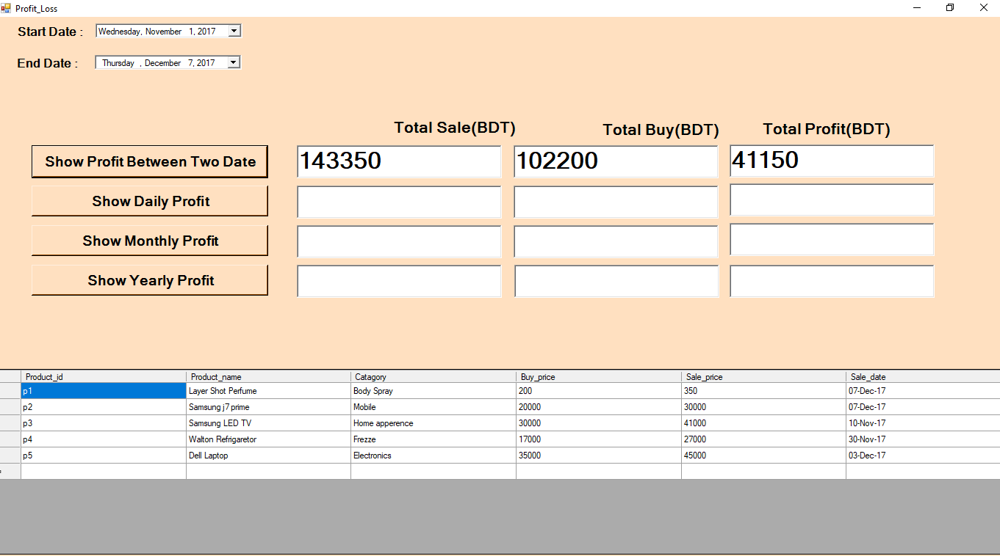 Profit_Loss
Start Date : Wednesday, November 1, 2017
End Date : Thursday , December 7, 2017
Total Sale(BDT) Total Buy(BDT) Total Profit(BDT)
Show Profit Between Two Date 143350 102200 41150
Show Daily Profit
Show Monthly Profit
Show Yearly Profit
Product_id Product_name Catagory Buy_price Sale_price Sale_date
p1 Layer Shot Perfume Body Spray 200 350 07-Dec-17
p2 Samsung j7 prime Mobile 20000 30000 07-Dec-17
p3 Samsung LED TV Home apperence 30000 41000 10-Nov-17
p4 Walton Refrigaretor Frezze 17000 27000 30-Nov-17
p5 Dell Laptop Electronics 35000 45000 03-Dec-17